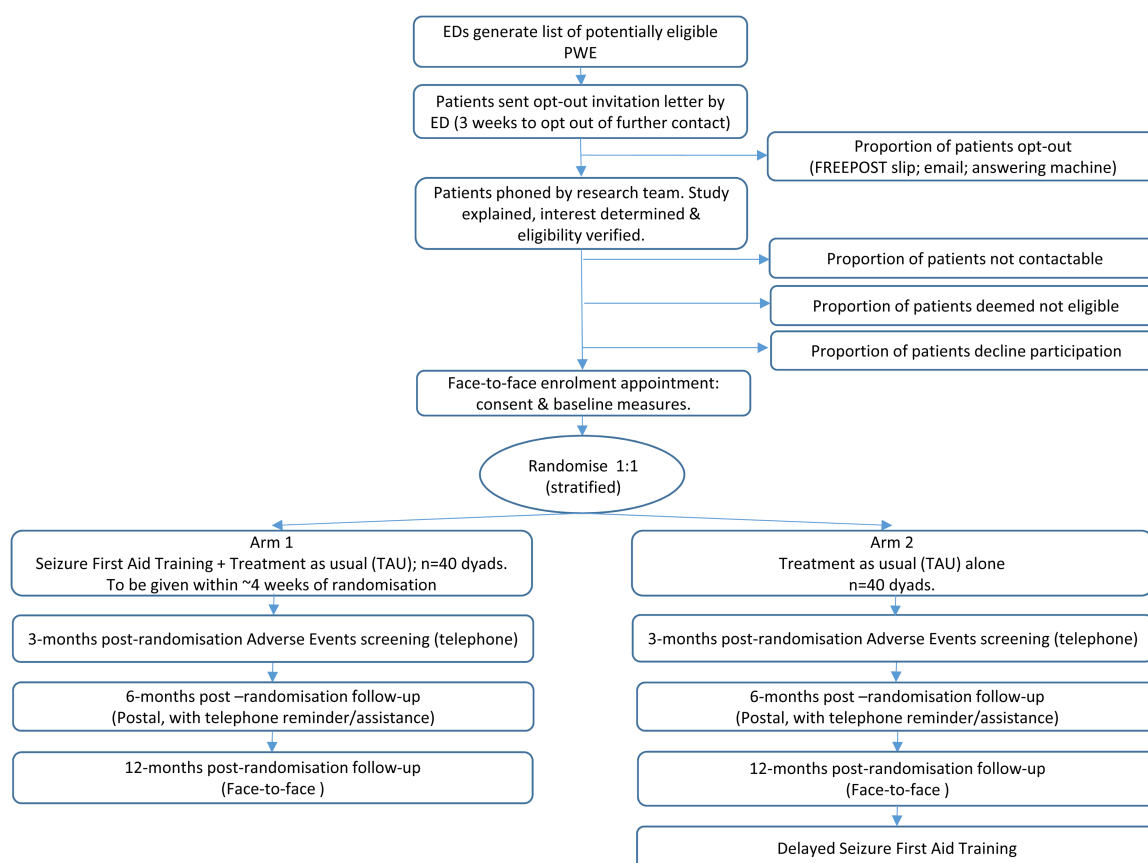 EDs generate list of potentially eligible
PWE
Patients sent opt-out invitation letter by
ED (3 weeks to opt out of further contact)
Proportion of patients opt-out
(FREEPOST slip; email; answering machine)
Patients phoned by research team. Study
explained, interest determined &
eligibility verified.
Proportion of patients not contactable
Proportion of patients deemed not eligible
Proportion of patients decline participation
Face-to-face enrolment appointment:
consent & baseline measures.
Randomise 1:1
(stratified)
Arm 1
Seizure First Aid Training + Treatment as usual (TAU); n=40 dyads.
To be given within ~4 weeks of randomisation
Arm 2
Treatment as usual (TAU) alone
n=40 dyads.
3-months post-randomisation Adverse Events screening (telephone)
3-months post-randomisation Adverse Events screening (telephone)
6-months post –randomisation follow-up
(Postal, with telephone reminder/assistance)
6-months post –randomisation follow-up
(Postal, with telephone reminder/assistance)
12-months post-randomisation follow-up
(Face-to-face )
12-months post-randomisation follow-up
(Face-to-face )
Delayed Seizure First Aid Training